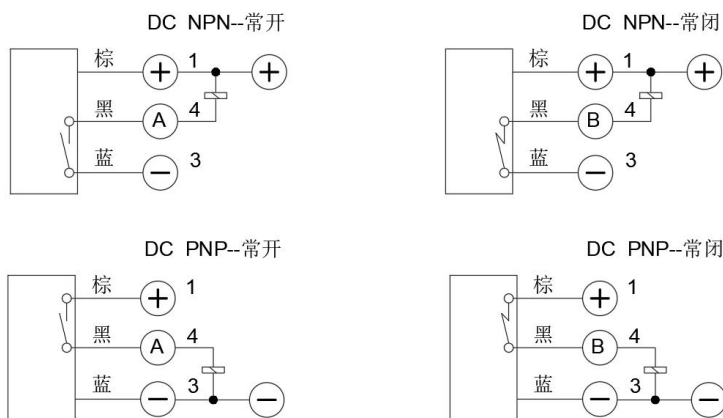 DC NPN--常开
棕 + 1 +
黑 A 4
蓝 − 3
DC NPN--常闭
棕 + 1 +
黑 B 4
蓝 − 3
DC PNP--常开
棕 + 1
黑 A 4
蓝 − 3 −
DC PNP--常闭
棕 + 1
黑 B 4
蓝 − 3 −